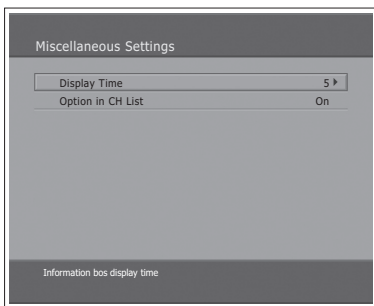 Miscellaneous Settings
Display Time 5
Option in CH List On
Information bos display time